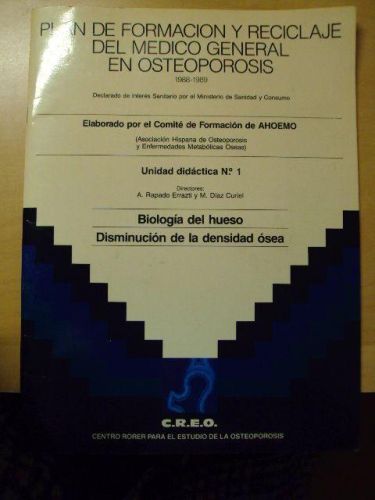 PLAN DE FORMACION Y RECICLAJE
DEL MEDICO GENERAL
EN OSTEOPOROSIS
1988-1989
Declarado de Interés Sanitario por el Ministerio de Sanidad y Consumo
Elaborado por el Comité de Formación de AHOEMO
(Asociación Hispana de Osteoporosis
y Enfermedades Metabólicas Óseas)
Unidad didáctica N.º 1
Directores:
A. Rapado Errazti y M. Díaz Curiel
Biología del hueso
Disminución de la densidad ósea
C.R.E.O.
CENTRO RORER PARA EL ESTUDIO DE LA OSTEOPOROSIS